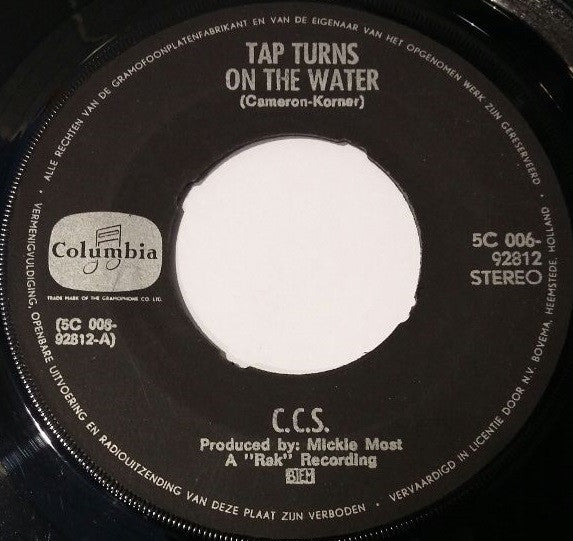 ALLE RECHTEN VAN DE GRAMOFOONPLATENFABRIKANT EN VAN DE EIGENAAR VAN HET OPGENOMEN WERK ZIJN GERESERVEERD
TAP TURNS
ON THE WATER
(Cameron-Korner)
Columbia
TRADE MARK OF THE GRAMOPHONE CO. LTD.
5C 006-
92812
STEREO
(5C 006-
92812-A)
C.C.S.
Produced by: Mickie Most
A "Rak" Recording
BIEM
VERMENIGVULDIGING, OPENBARE UITVOERING EN RADIOUITZENDING VAN DEZE PLAAT ZIJN VERBODEN · VERVAARDIGD IN LICENTIE DOOR N.V. BOVEMA, HEEMSTEDE, HOLLAND ·